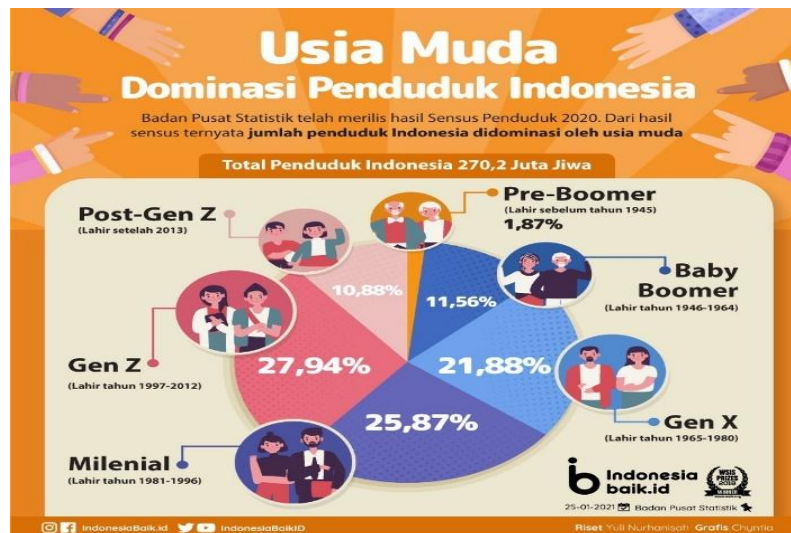 Usia Muda
Dominasi Penduduk Indonesia
Badan Pusat Statistik telah merilis hasil Sensus Penduduk 2020. Dari hasil
sensus ternyata jumlah penduduk Indonesia didominasi oleh usia muda
Total Penduduk Indonesia 270,2 Juta Jiwa
Pre-Boomer
(Lahir sebelum tahun 1945)
1,87%
Post-Gen Z
(Lahir setelah 2013)
10,88%
11,56%
Baby
Boomer
(Lahir tahun 1946-1964)
Gen Z
(Lahir tahun 1997-2012)
27,94%
21,88%
25,87%
Gen X
(Lahir tahun 1965-1980)
Milenial
(Lahir tahun 1981-1996)
Indonesia
baik.id
WSIS
PRIZES
25-01-2021 Badan Pusat Statistik
IndonesiaBaik.id IndonesiaBaikID
Riset Yuli Nurhanisah Grafis Chyntia